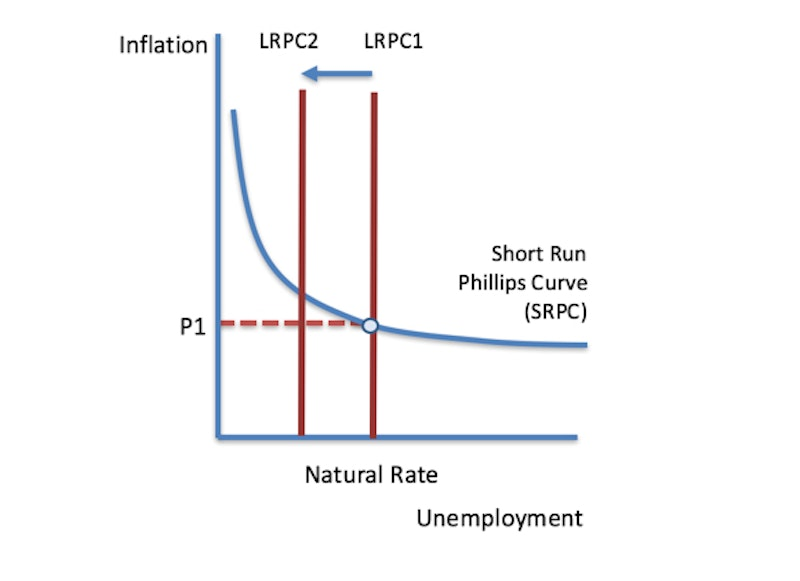 Inflation
LRPC2
LRPC1
Short Run
Phillips Curve
(SRPC)
P1
Natural Rate
Unemployment